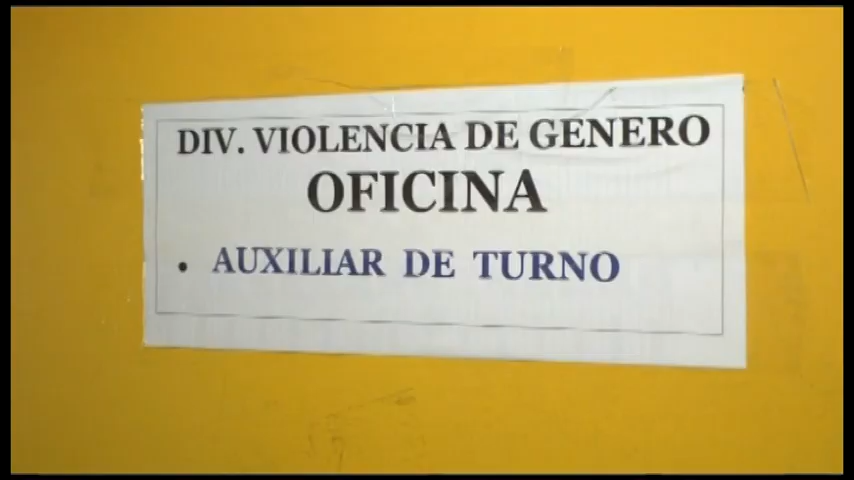 DIV. VIOLENCIA DE GENERO
OFICINA
• AUXILIAR DE TURNO